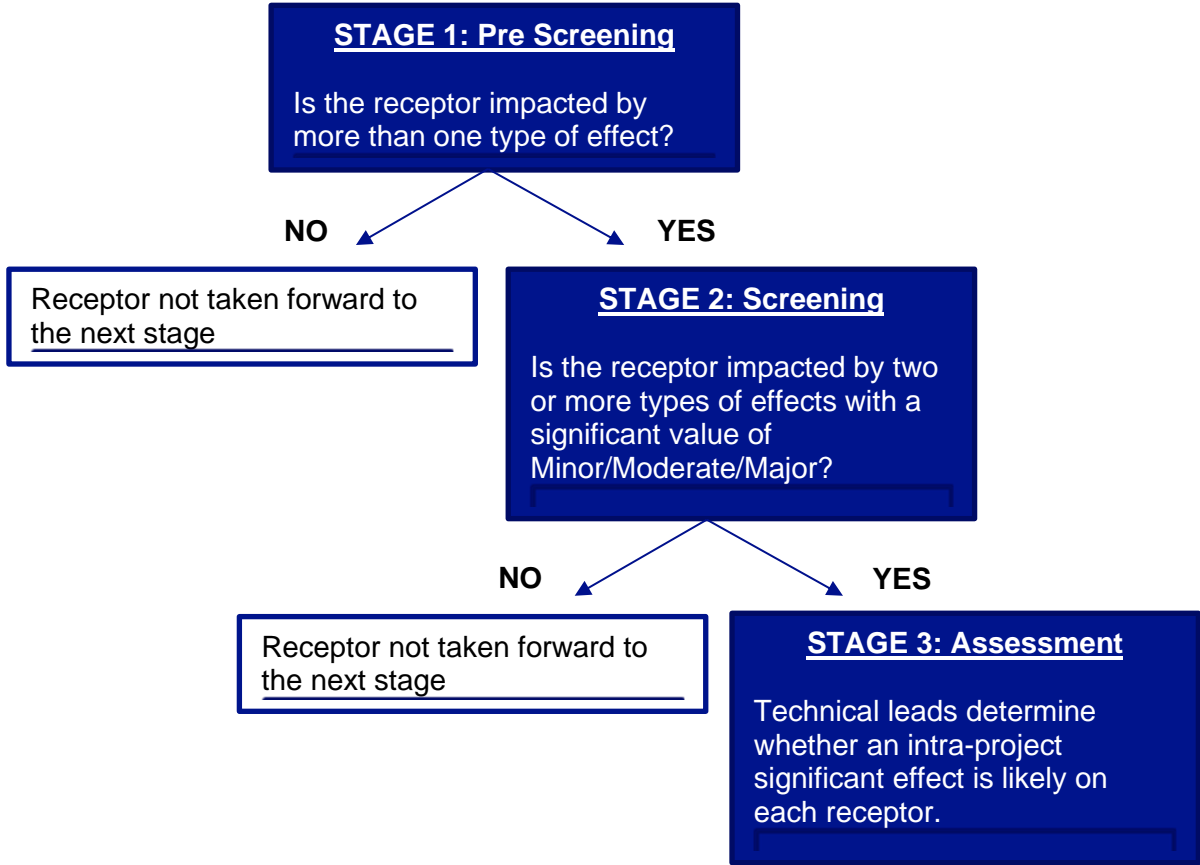 STAGE 1: Pre Screening
Is the receptor impacted by
more than one type of effect?
NO
YES
Receptor not taken forward to
the next stage
STAGE 2: Screening
Is the receptor impacted by two
or more types of effects with a
significant value of
Minor/Moderate/Major?
NO
YES
Receptor not taken forward to
the next stage
STAGE 3: Assessment
Technical leads determine
whether an intra-project
significant effect is likely on
each receptor.